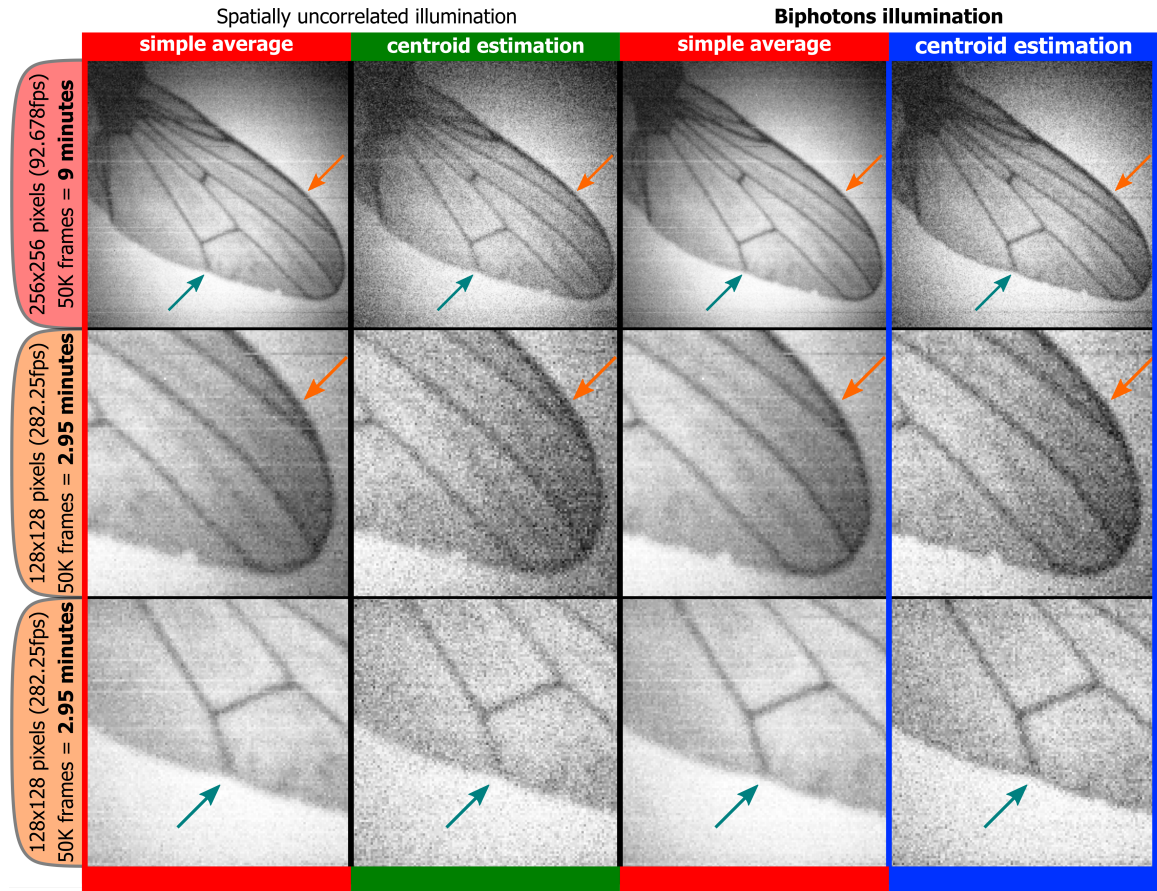 Spatially uncorrelated illumination
Biphotons illumination
simple average
centroid estimation
simple average
centroid estimation
256x256 pixels (92.678fps)
50K frames = 9 minutes
128x128 pixels (282.25fps)
50K frames = 2.95 minutes
128x128 pixels (282.25fps)
50K frames = 2.95 minutes